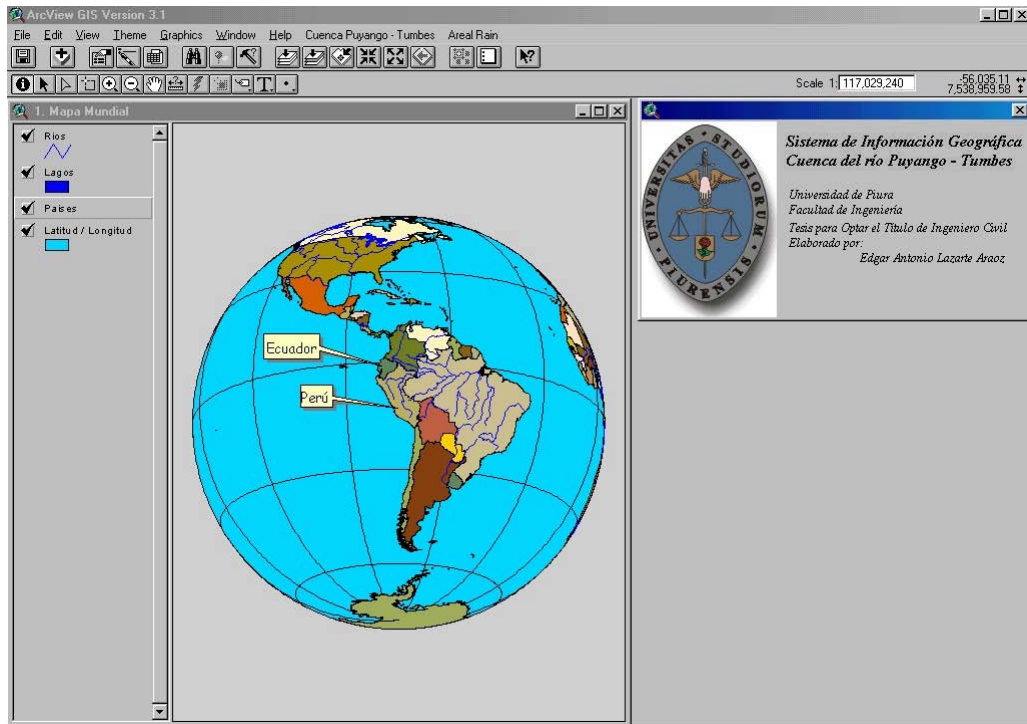 ArcView GIS Version 3.1
File Edit View Theme Graphics Window Help Cuenca Puyango - Tumbes Areal Rain
Scale 1: 117,029,240
-56,035.11
7,538,959.58
1. Mapa Mundial
Rios
Lagos
Paises
Latitud / Longitud
Ecuador
Perú
UNIVERSITAS • STUDIORUM • PIURENSIS
Sistema de Información Geográfica
Cuenca del río Puyango - Tumbes
Universidad de Piura
Facultad de Ingeniería
Tesis para Optar el Título de Ingeniero Civil
Elaborado por:
Edgar Antonio Lazarte Araoz